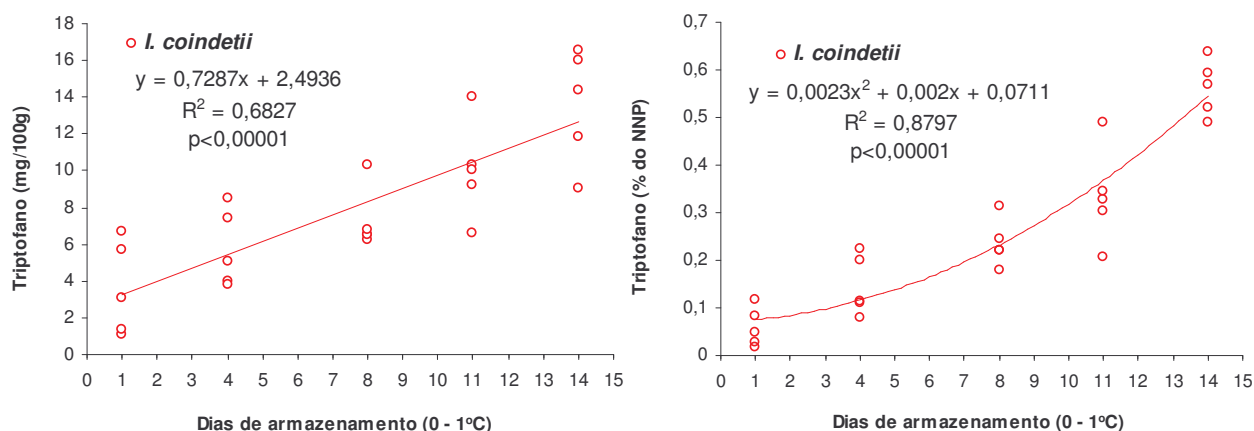 Triptofano (mg/100g)
18
16
14
12
10
8
6
4
2
0
I. coindetii
y = 0,7287x + 2,4936
R² = 0,6827
p<0,00001
0 1 2 3 4 5 6 7 8 9 10 11 12 13 14 15
Dias de armazenamento (0 - 1ºC)
Triptofano (% do NNP)
0,7
0,6
0,5
0,4
0,3
0,2
0,1
0
I. coindetii
y = 0,0023x² + 0,002x + 0,0711
R² = 0,8797
p<0,00001
0 1 2 3 4 5 6 7 8 9 10 11 12 13 14 15
Dias de armazenamento (0 - 1ºC)